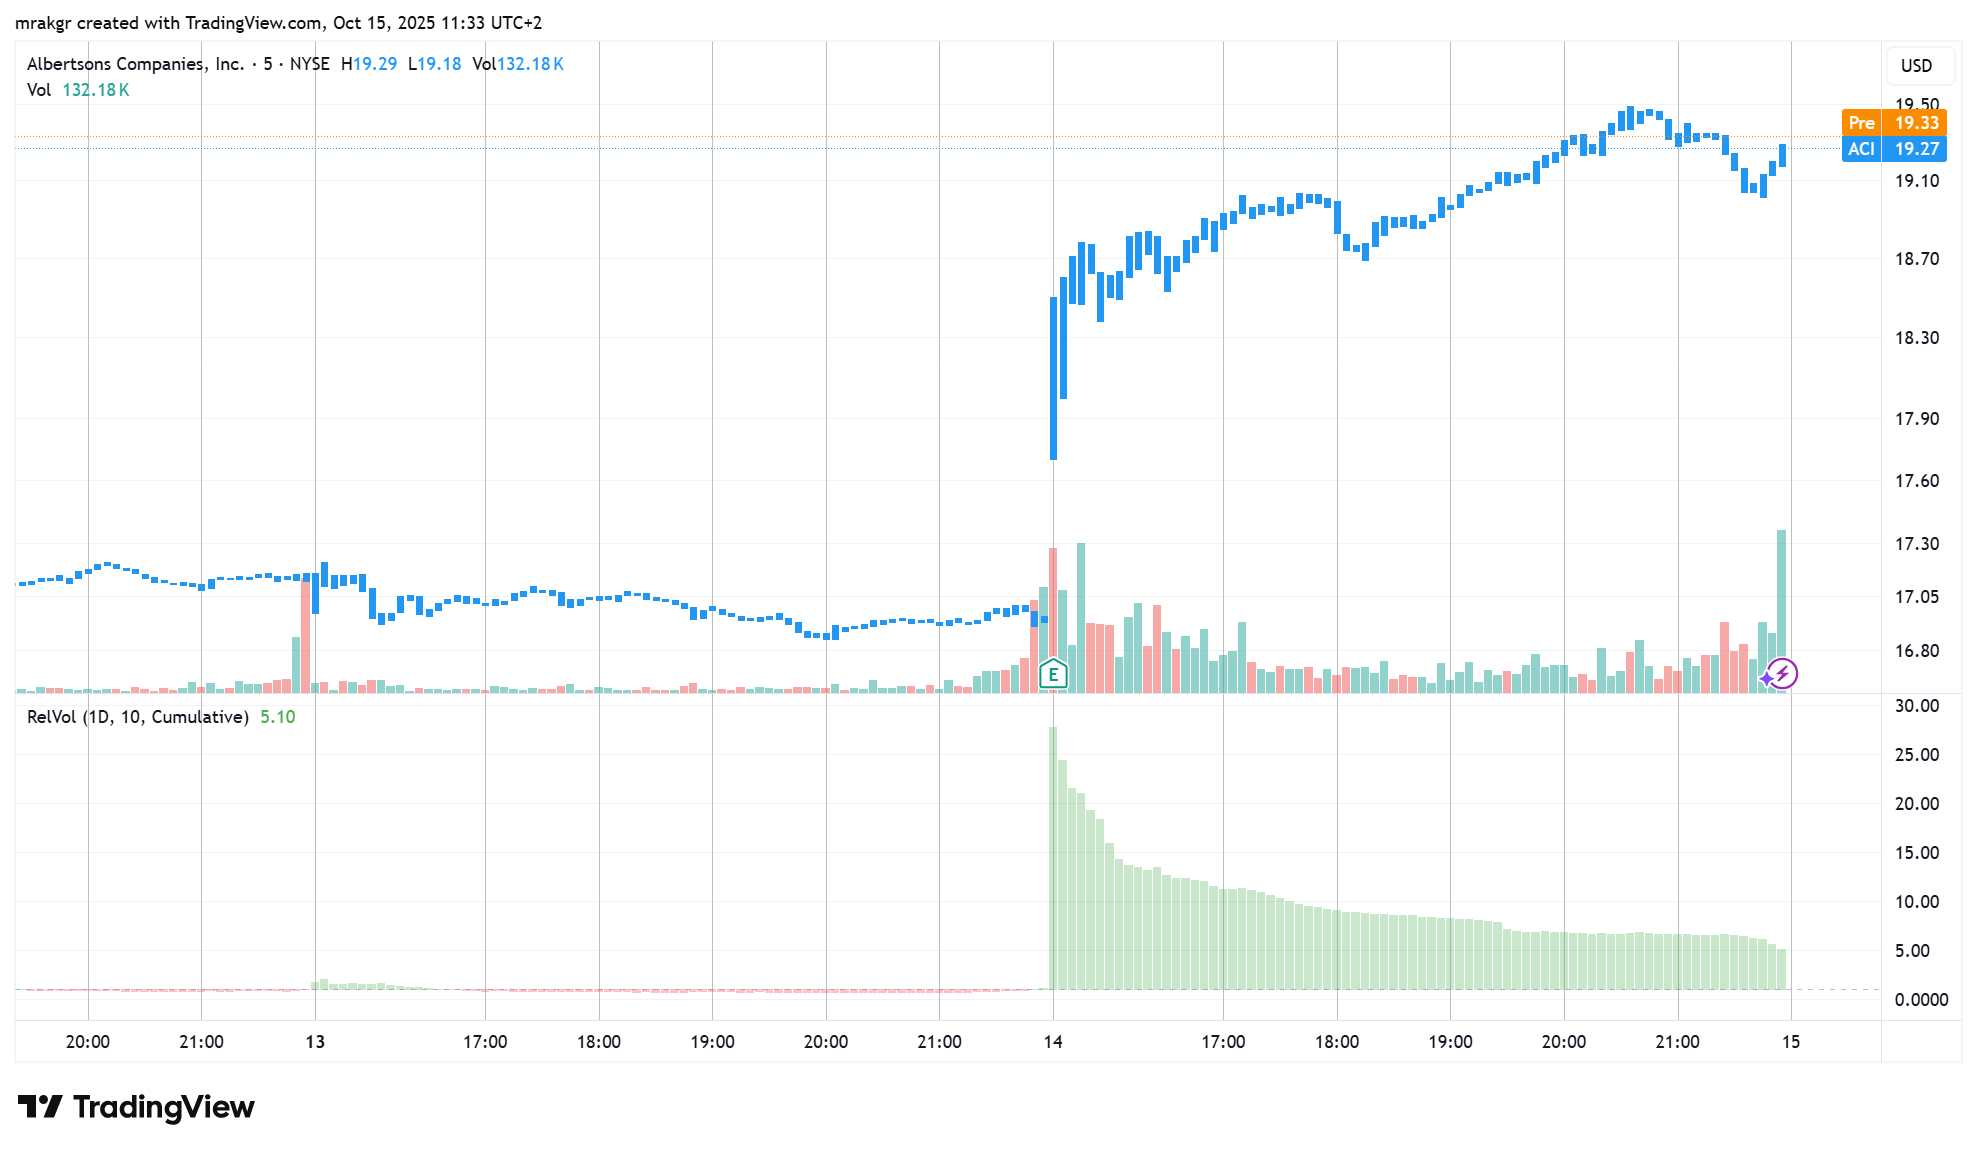 mrakgr created with TradingView.com, Oct 15, 2025 11:33 UTC+2
Albertsons Companies, Inc. · 5 · NYSE H19.29 L19.18 Vol132.18K
Vol 132.18K
USD
19.50
Pre 19.33
ACI 19.27
19.10
18.70
18.30
17.90
17.60
17.30
17.05
16.80
E
RelVol (1D, 10, Cumulative) 5.10
30.00
25.00
20.00
15.00
10.00
5.00
0.0000
20:00 21:00 13 17:00 18:00 19:00 20:00 21:00 14 17:00 18:00 19:00 20:00 21:00 15
TradingView